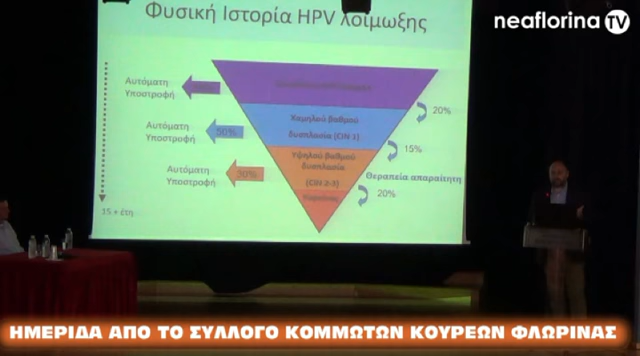 neaflorina TV
Φυσική Ιστορία HPV λοίμωξης
Αυτόματη
Υποστροφή
20%
Αυτόματη
Υποστροφή
50%
Χαμηλού βαθμού
δυσπλασία (CIN 1)
15%
Αυτόματη
Υποστροφή
30%
Υψηλού βαθμού
δυσπλασία
(CIN 2-3)
Θεραπεία απαραίτητη
20%
Καρκίνος
15 + έτη
ΗΜΕΡΙΔΑ ΑΠΟ ΤΟ ΣΥΛΛΟΓΟ ΚΟΜΜΩΤΩΝ ΚΟΥΡΕΩΝ ΦΛΩΡΙΝΑΣ